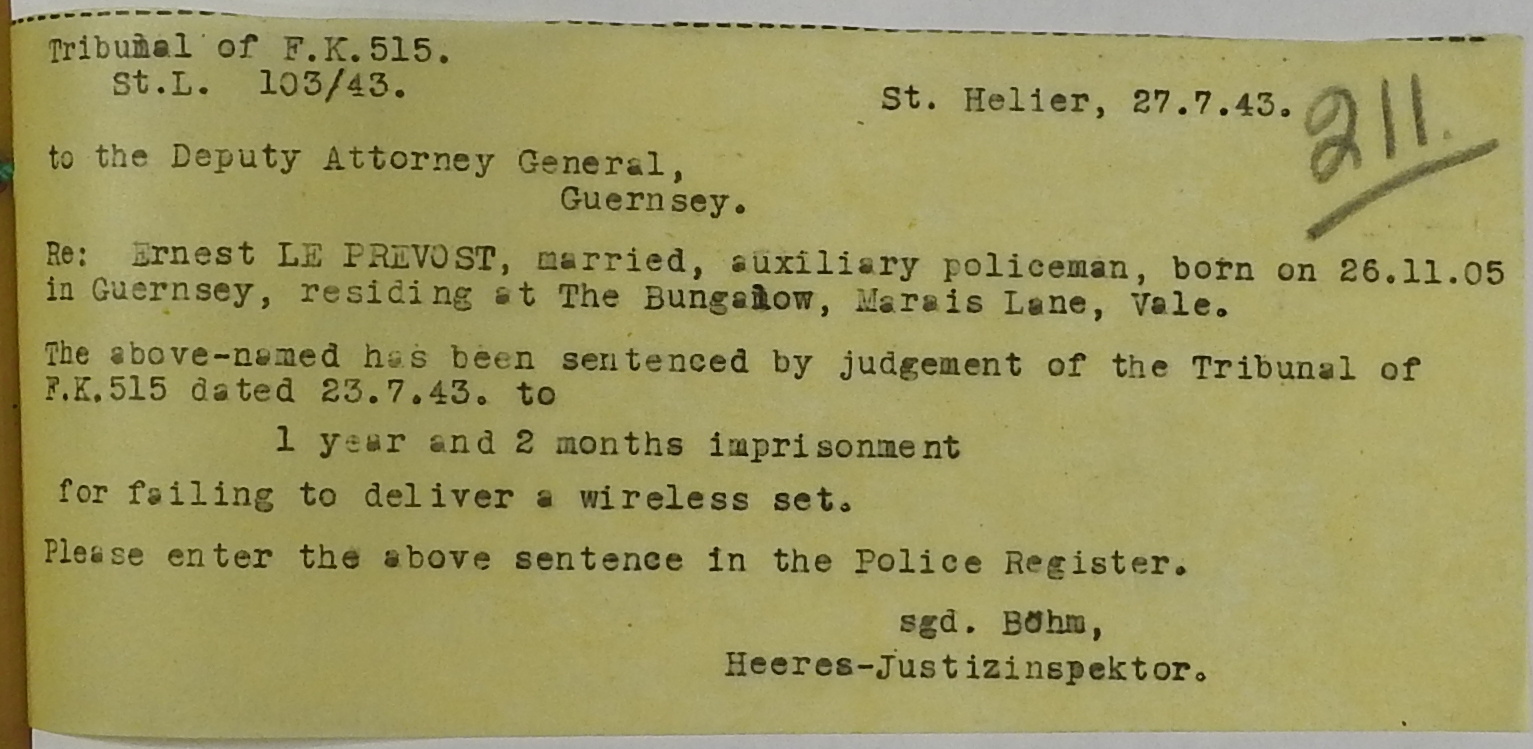 Tribunal of F.K.515.
St.L. 103/43.
St. Helier, 27.7.43.
211.
to the Deputy Attorney General,
Guernsey.
Re: Ernest LE PREVOST, married, auxiliary policeman, born on 26.11.05
in Guernsey, residing at The Bungalow, Marais Lane, Vale.
The above-named has been sentenced by judgement of the Tribunal of
F.K.515 dated 23.7.43. to
1 year and 2 months imprisonment
for failing to deliver a wireless set.
Please enter the above sentence in the Police Register.
sgd. Böhm,
Heeres-Justizinspektor.